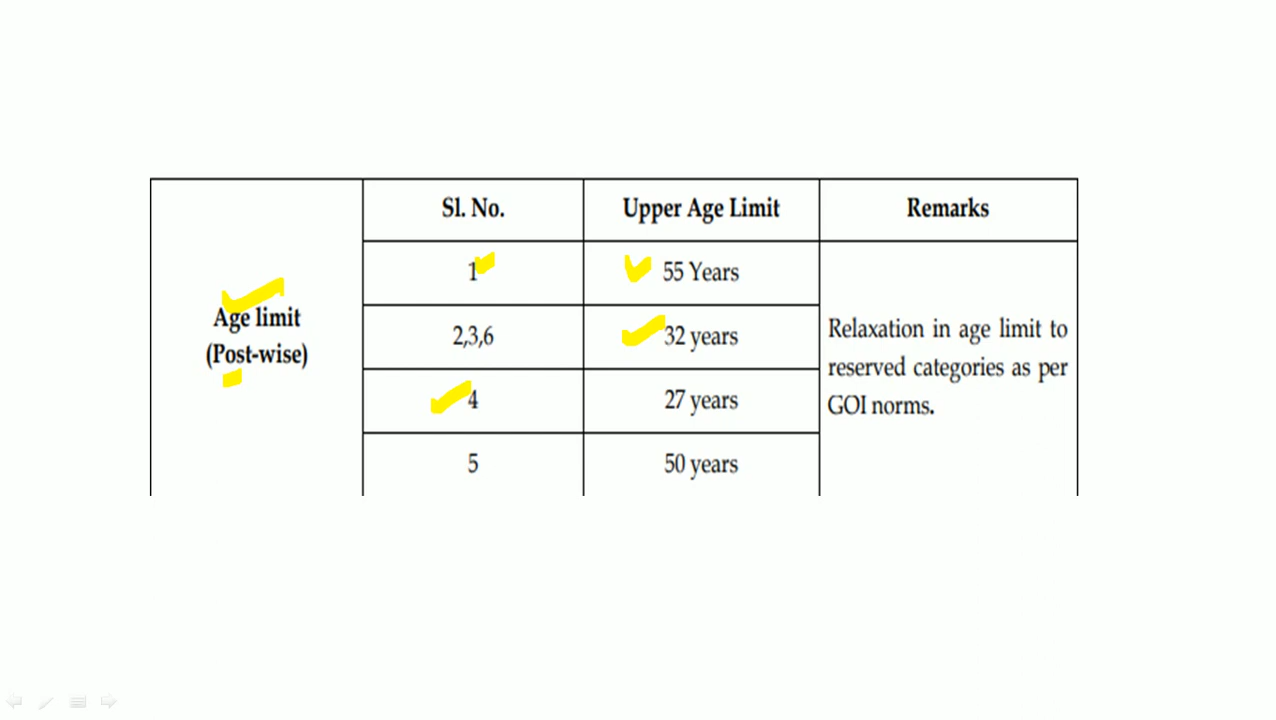 Sl. No. Upper Age Limit Remarks
1 55 Years
Age limit
(Post-wise)
2,3,6 32 years
Relaxation in age limit to
reserved categories as per
GOI norms.
4 27 years
5 50 years